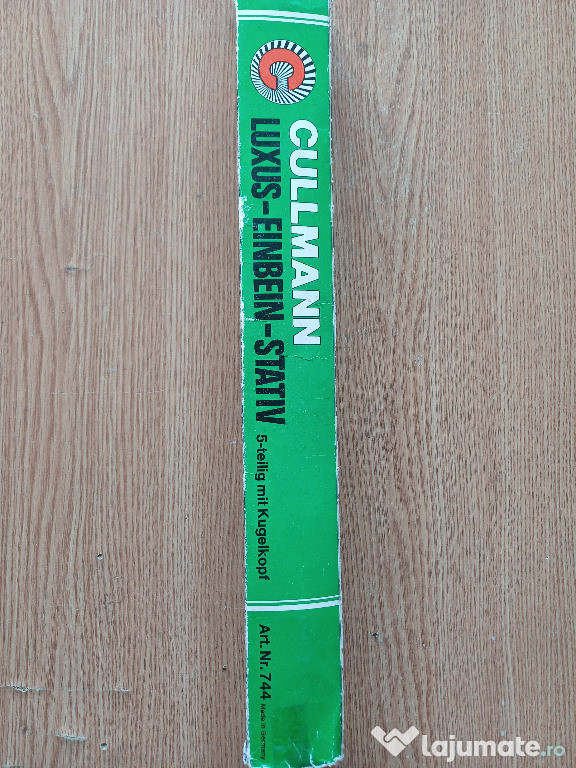 CULLMANN
LUXUS-EINBEIN-STATIV
5-teilig mit Kugelkopf
Art. Nr. 744 Made in Germany
lajumate.ro